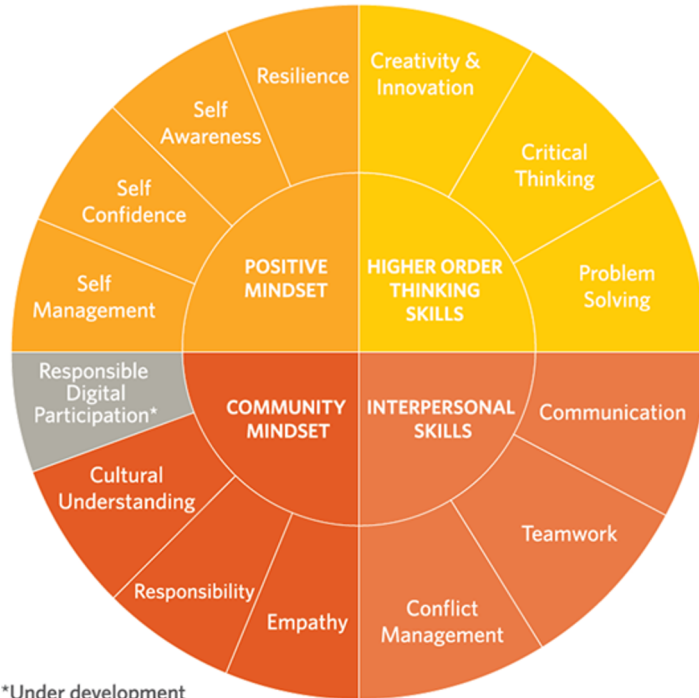 Resilience
Self
Awareness
Self
Confidence
Self
Management
POSITIVE
MINDSET
Creativity &
Innovation
Critical
Thinking
Problem
Solving
HIGHER ORDER
THINKING
SKILLS
Responsible
Digital
Participation*
Cultural
Understanding
Responsibility
Empathy
COMMUNITY
MINDSET
INTERPERSONAL
SKILLS
Communication
Teamwork
Conflict
Management
*Under development